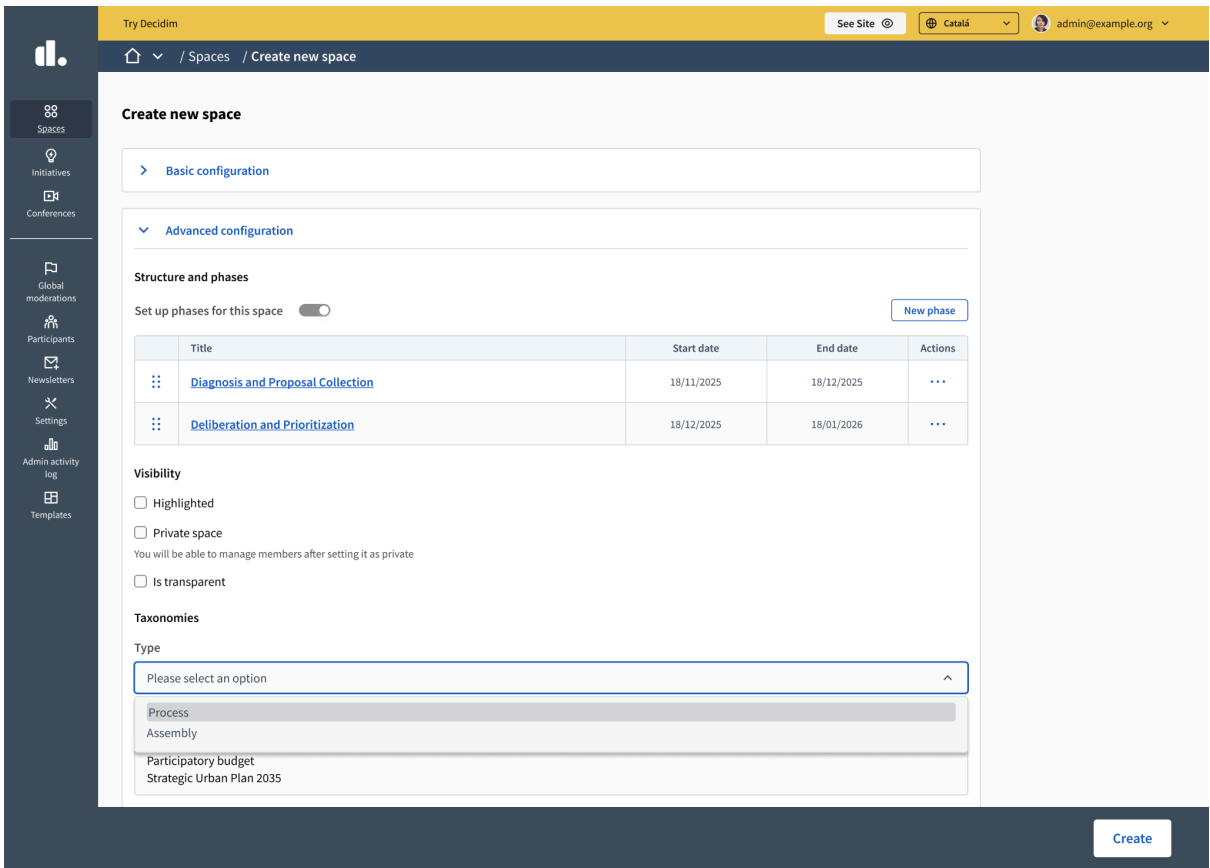 Try Decidim
See Site
Catalá
admin@example.org
d.
/ Spaces / Create new space
Spaces
Initiatives
Conferences
Global
moderations
Participants
Newsletters
Settings
Admin activity
log
Templates
Create new space
Basic configuration
Advanced configuration
Structure and phases
Set up phases for this space
New phase
Title Start date End date Actions
Diagnosis and Proposal Collection 18/11/2025 18/12/2025 ...
Deliberation and Prioritization 18/12/2025 18/01/2026 ...
Visibility
Highlighted
Private space
You will be able to manage members after setting it as private
Is transparent
Taxonomies
Type
Please select an option
Process
Assembly
Participatory budget
Strategic Urban Plan 2035
Create